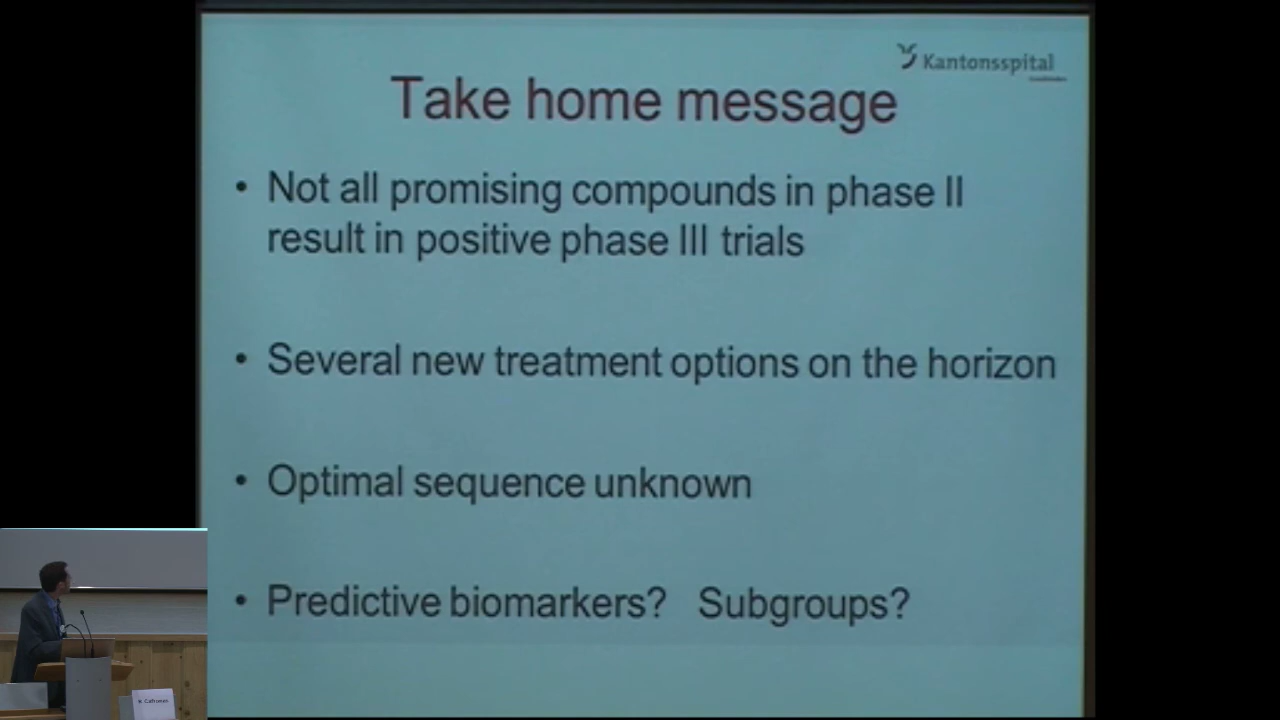 Kantonsspital
Take home message
• Not all promising compounds in phase II
result in positive phase III trials
• Several new treatment options on the horizon
• Optimal sequence unknown
• Predictive biomarkers? Subgroups?